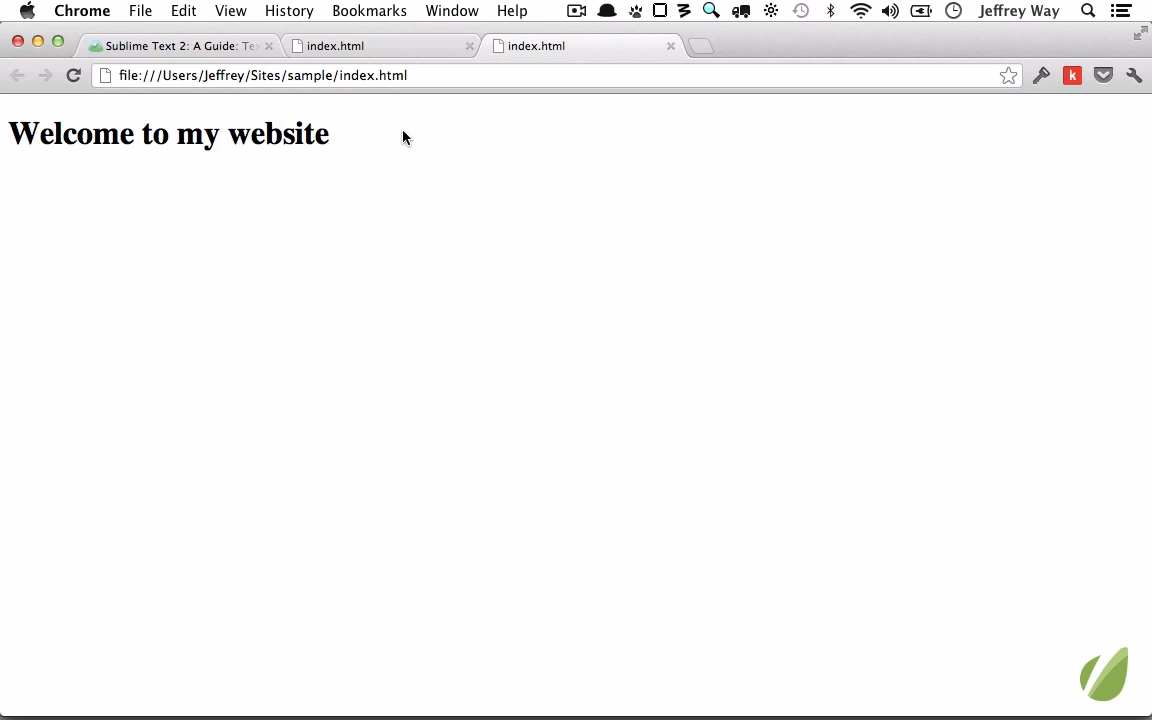 Chrome File Edit View History Bookmarks Window Help Jeffrey Way
Sublime Text 2: A Guide: Te index.html index.html
file:///Users/Jeffrey/Sites/sample/index.html
k
Welcome to my website